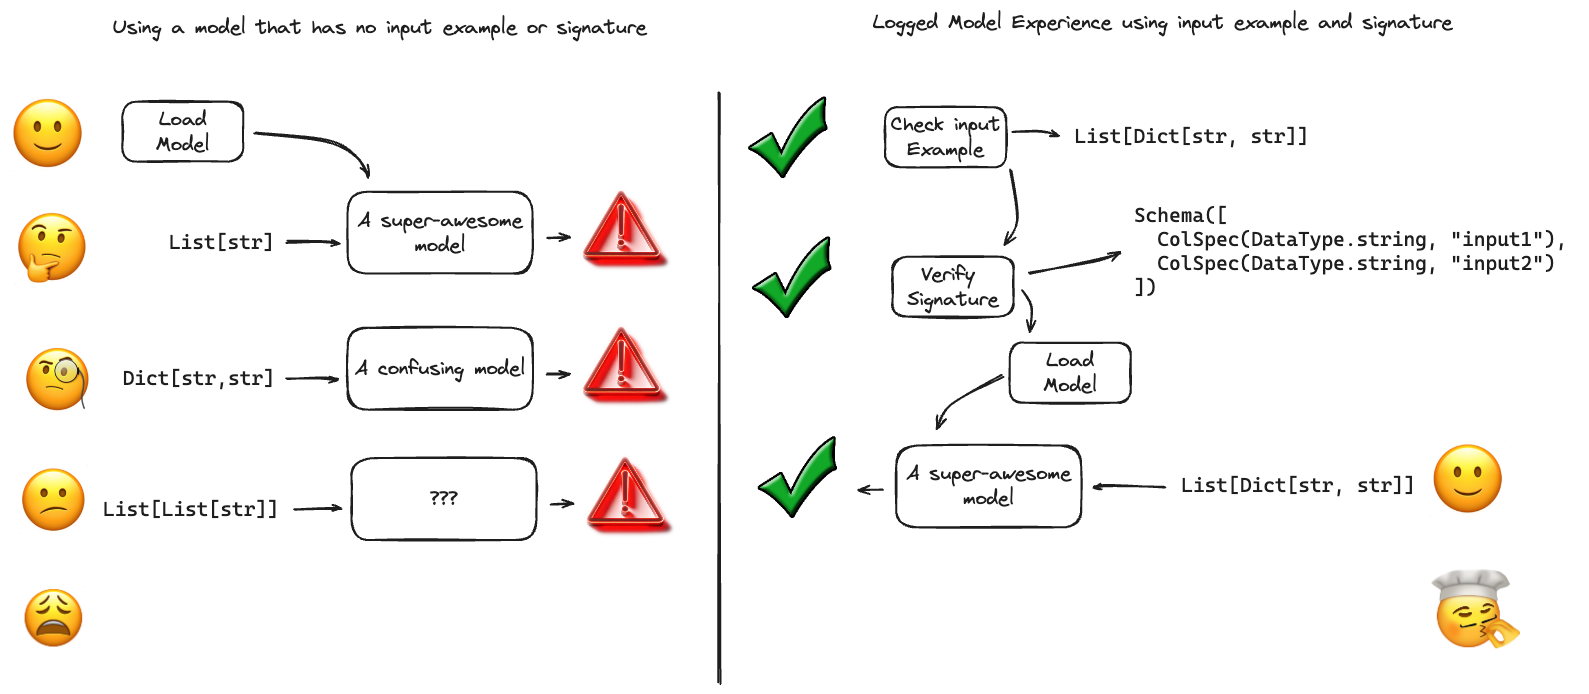 Using a model that has no input example or signature
Load
Model
A super-awesome
model
List[str]
A confusing model
Dict[str,str]
???
List[List[str]]
Logged Model Experience using input example and signature
Check input
Example
List[Dict[str, str]]
Schema([
ColSpec(DataType.string, "input1"),
ColSpec(DataType.string, "input2")
])
Verify
Signature
Load
Model
A super-awesome
model
List[Dict[str, str]]